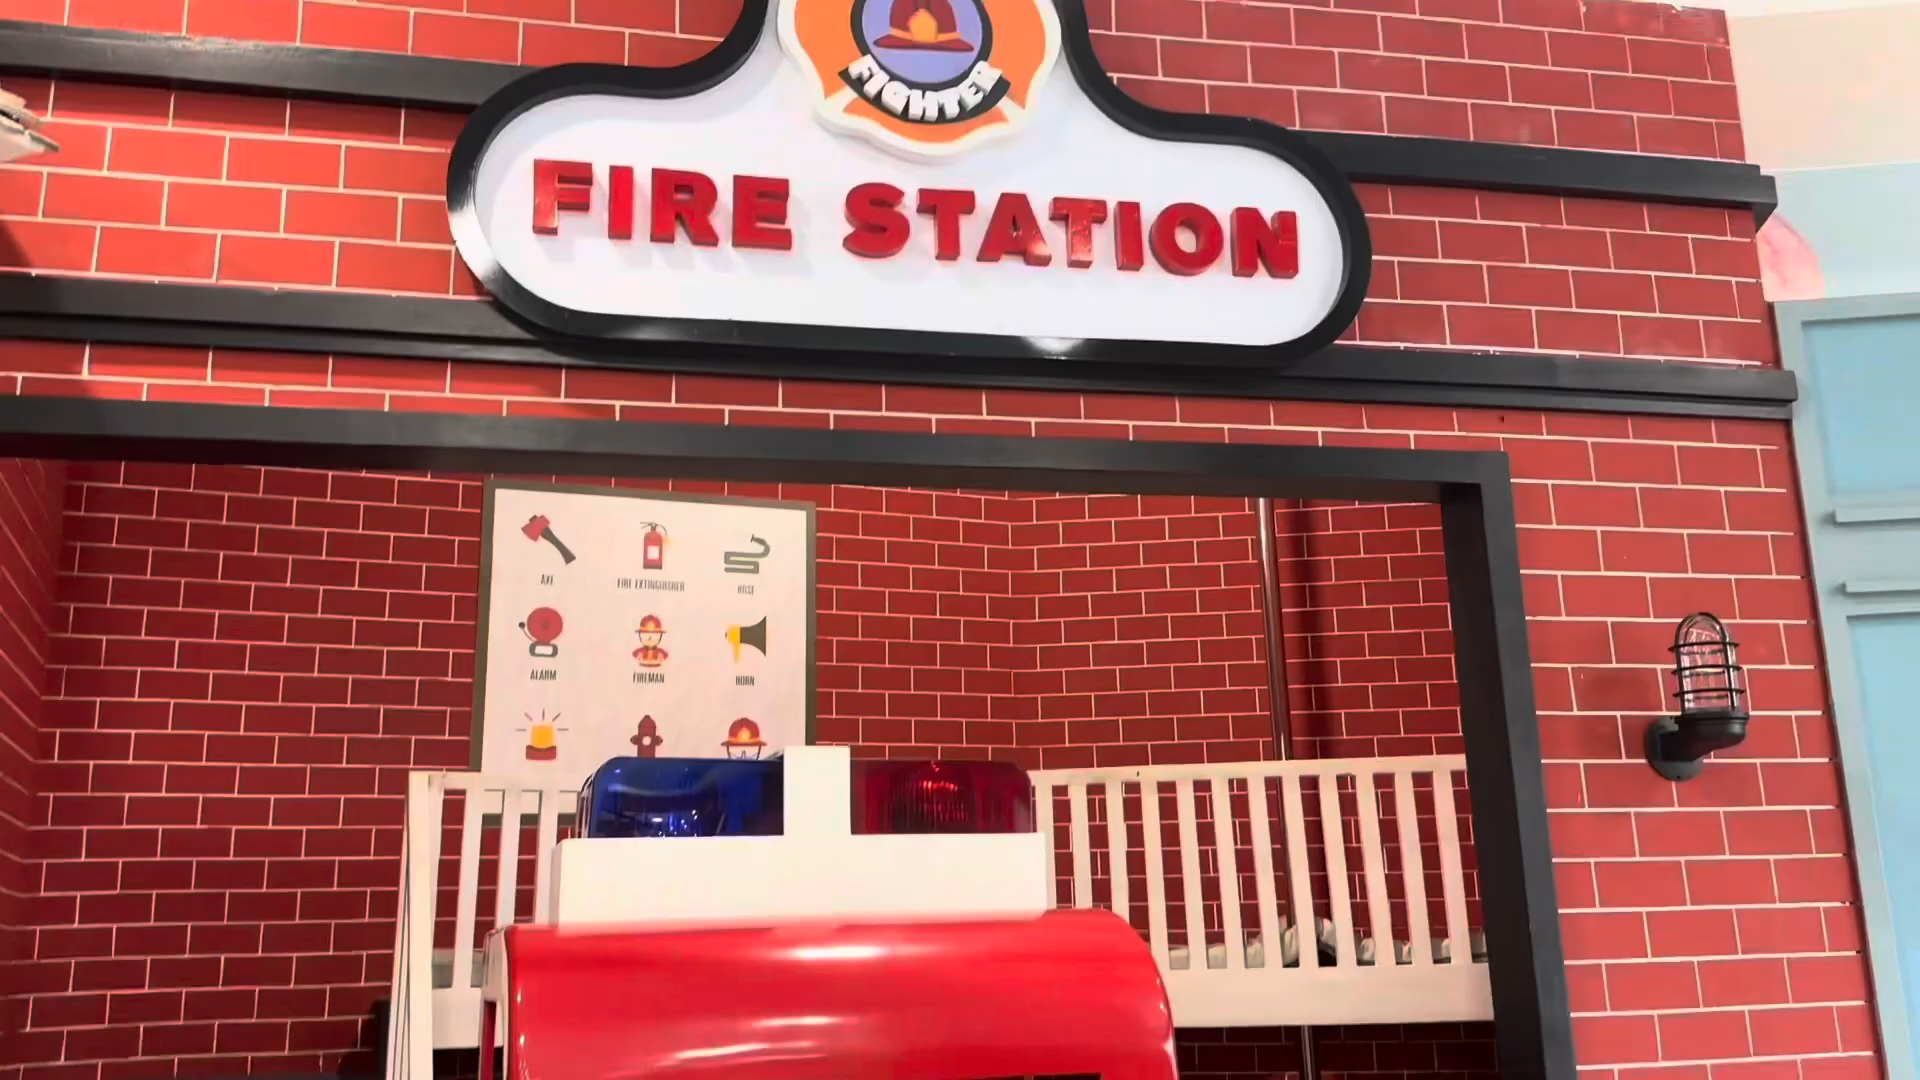 FIGHTER
FIRE STATION
AXE
FIRE EXTINGUISHER
HOSE
ALARM
FIREMAN
HORN